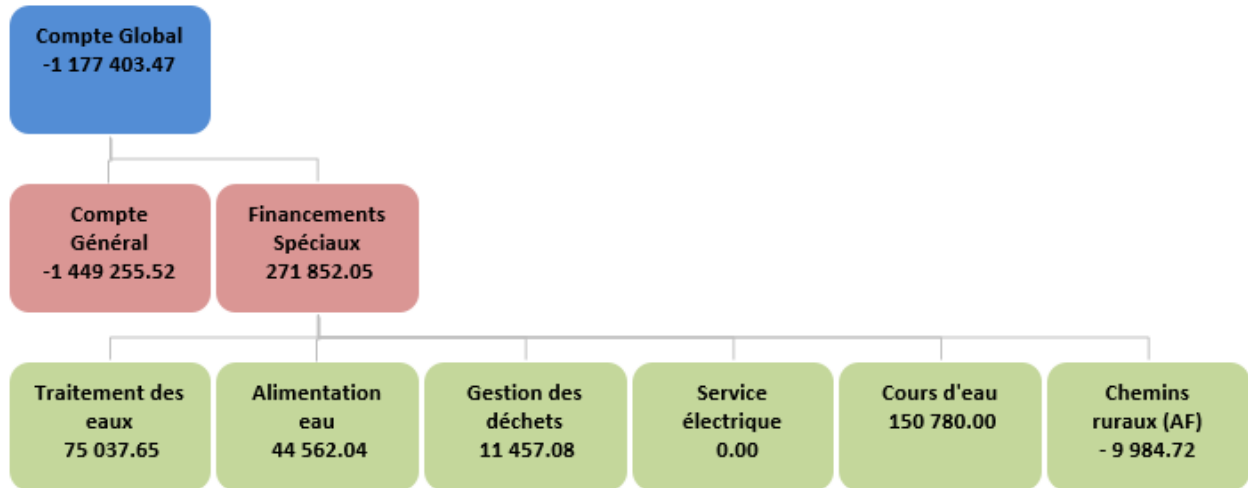 Compte Global
-1 177 403.47
Compte
Général
-1 449 255.52
Financements
Spéciaux
271 852.05
Traitement des
eaux
75 037.65
Alimentation
eau
44 562.04
Gestion des
déchets
11 457.08
Service
électrique
0.00
Cours d'eau
150 780.00
Chemins
ruraux (AF)
- 9 984.72